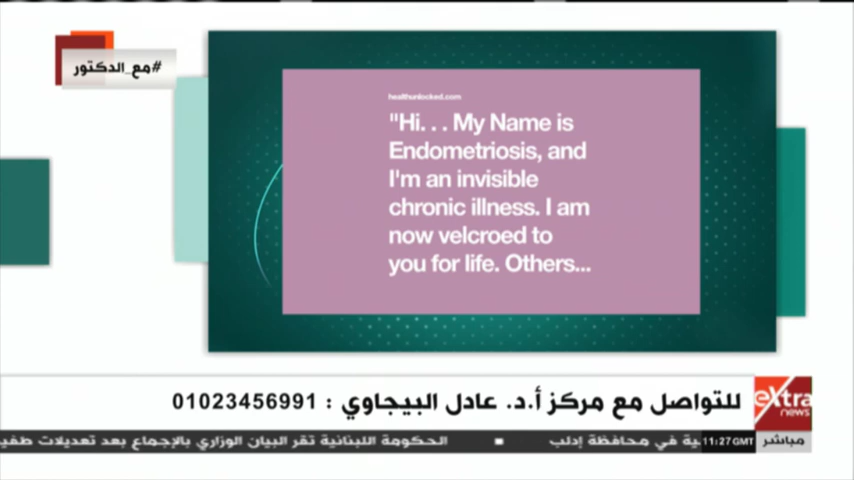 #مع_الدكتور
healthunlocked.com
"Hi. . . My Name is
Endometriosis, and
I'm an invisible
chronic illness. I am
now velcroed to
you for life. Others...
للتواصل مع مركز أ.د. عادل البيجاوي : 01023456991
eXtra
news
مباشر
11:27 GMT
ية في محافظة إدلب
الحكومة اللبنانية تقر البيان الوزاري بالإجماع بعد تعديلات طفي